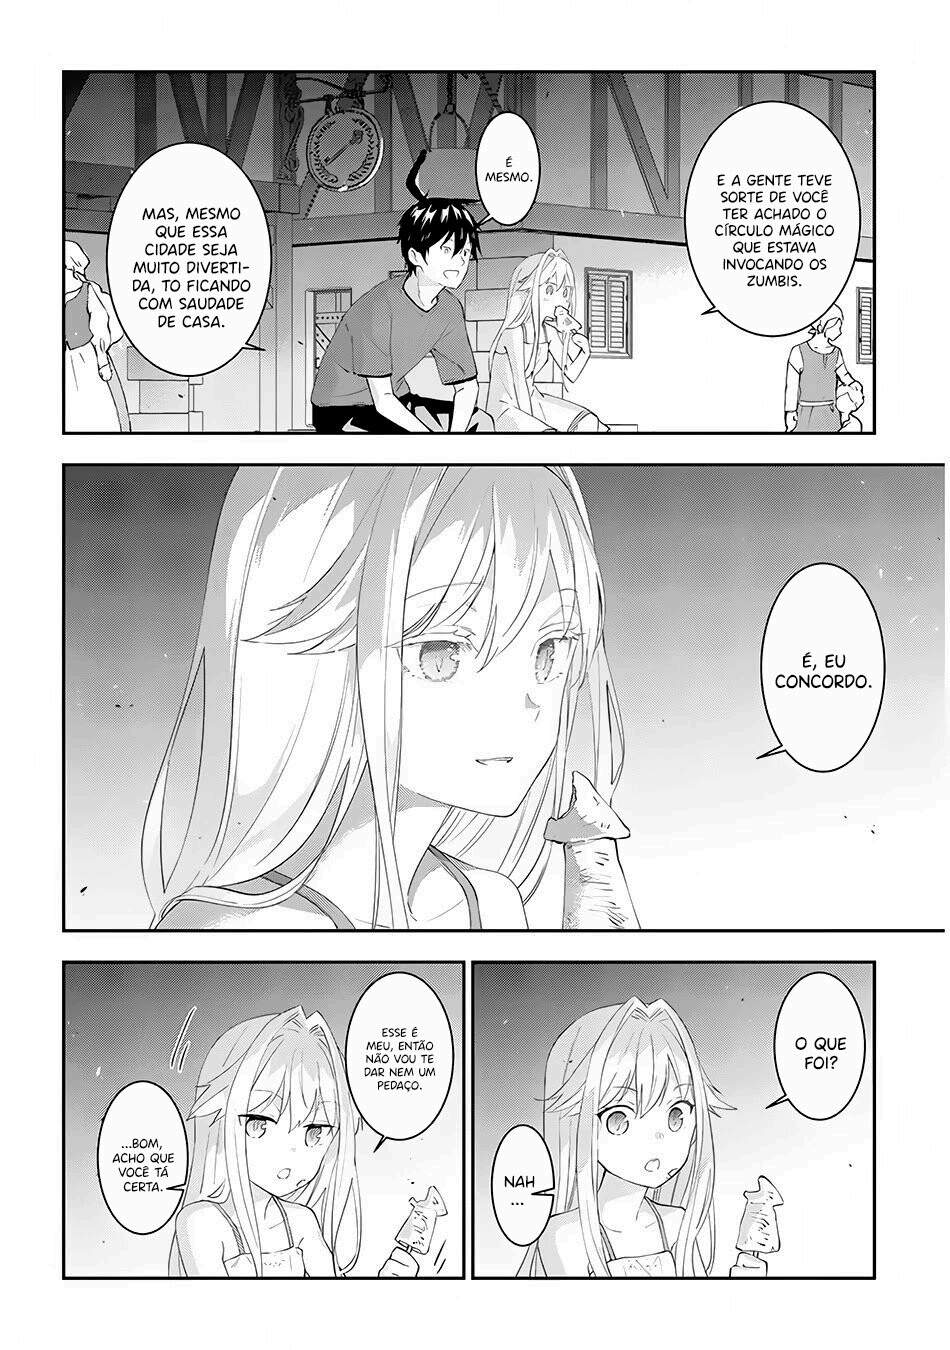 E A GENTE TEVE
SORTE DE VOCÊ
TER ACHADO O
CÍRCULO MÁGICO
QUE ESTAVA
INVOCANDO OS
ZUMBIS.
É
MESMO.
MAS, MESMO
QUE ESSA
CIDADE SEJA
MUITO DIVERTI-
DA, TO FICANDO
COM SAUDADE
DE CASA.
É, EU
CONCORDO.
O QUE
FOI?
NAH
...
ESSE É
MEU, ENTÃO
NÃO VOU TE
DAR NEM UM
PEDAÇO.
...BOM,
ACHO QUE
VOCÊ TÁ
CERTA.